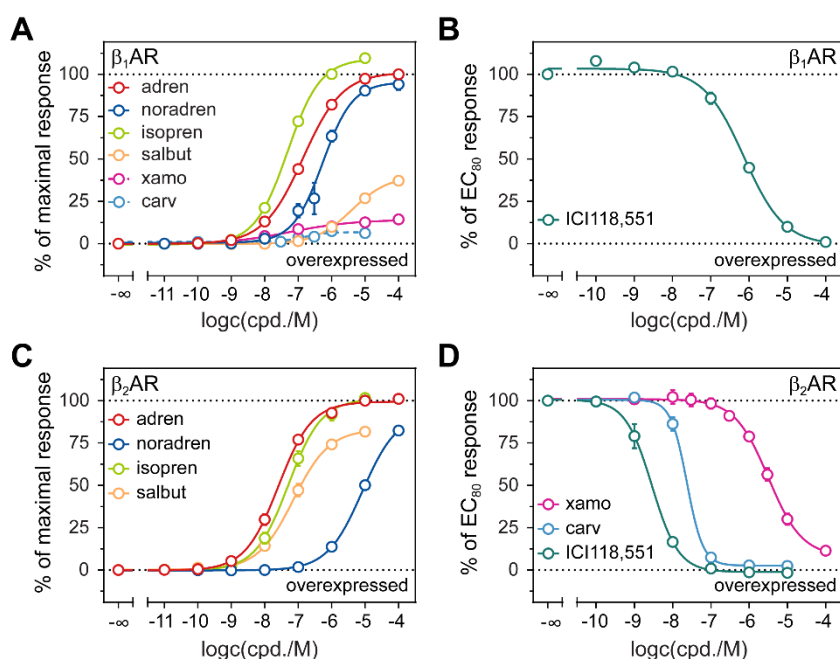 A
β₁AR
100
75
50
25
0
% of maximal response
adren
noradren
isopren
salbut
xamo
carv
overexpressed
-∞ -11 -10 -9 -8 -7 -6 -5 -4
logc(cpd./M)
B
β₁AR
100
75
50
25
0
% of EC₈₀ response
ICI118,551
overexpressed
-∞ -10 -9 -8 -7 -6 -5 -4
logc(cpd./M)
C
β₂AR
100
75
50
25
0
% of maximal response
adren
noradren
isopren
salbut
overexpressed
-∞ -11 -10 -9 -8 -7 -6 -5 -4
logc(cpd./M)
D
β₂AR
100
75
50
25
0
% of EC₈₀ response
xamo
carv
ICI118,551
overexpressed
-∞ -10 -9 -8 -7 -6 -5 -4
logc(cpd./M)